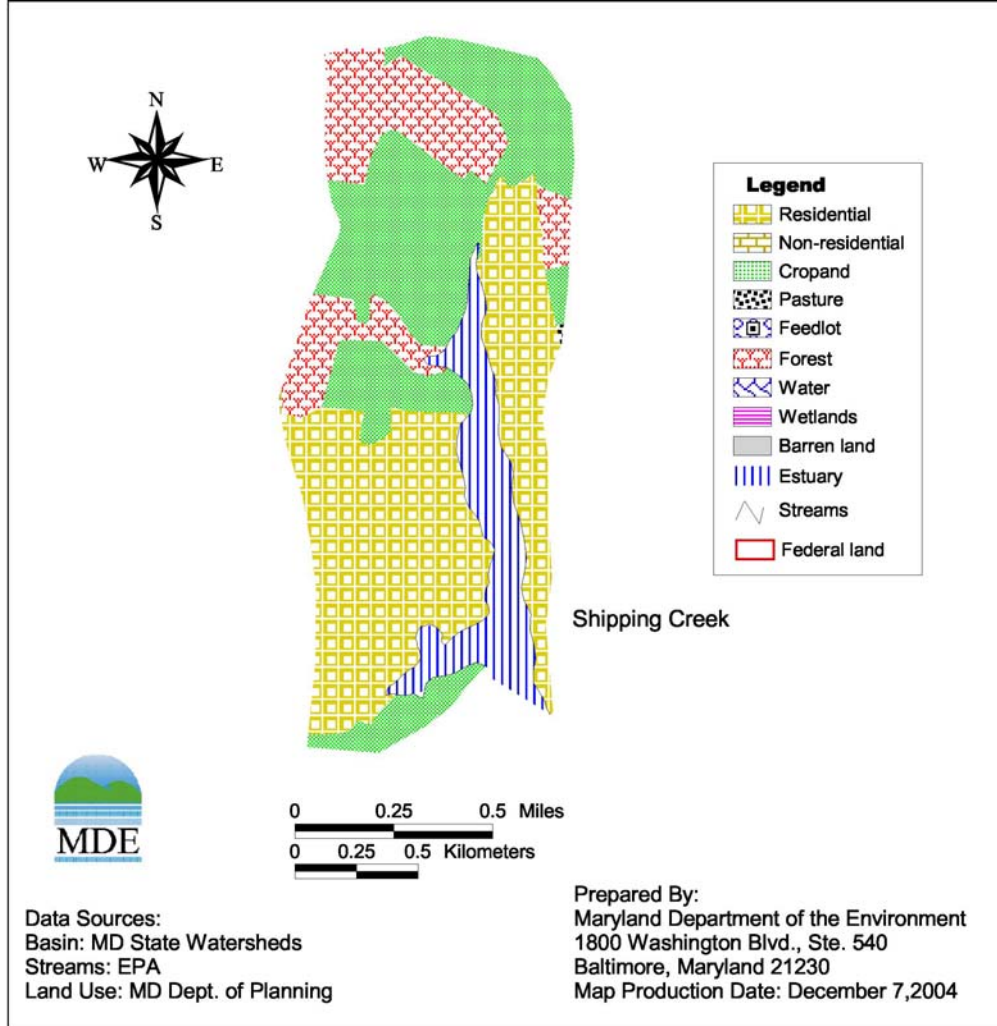 N
W E
S
Legend
Residential
Non-residential
Cropand
Pasture
Feedlot
Forest
Water
Wetlands
Barren land
Estuary
Streams
Federal land
Shipping Creek
MDE
0 0.25 0.5 Miles
0 0.25 0.5 Kilometers
Data Sources:
Basin: MD State Watersheds
Streams: EPA
Land Use: MD Dept. of Planning
Prepared By:
Maryland Department of the Environment
1800 Washington Blvd., Ste. 540
Baltimore, Maryland 21230
Map Production Date: December 7,2004